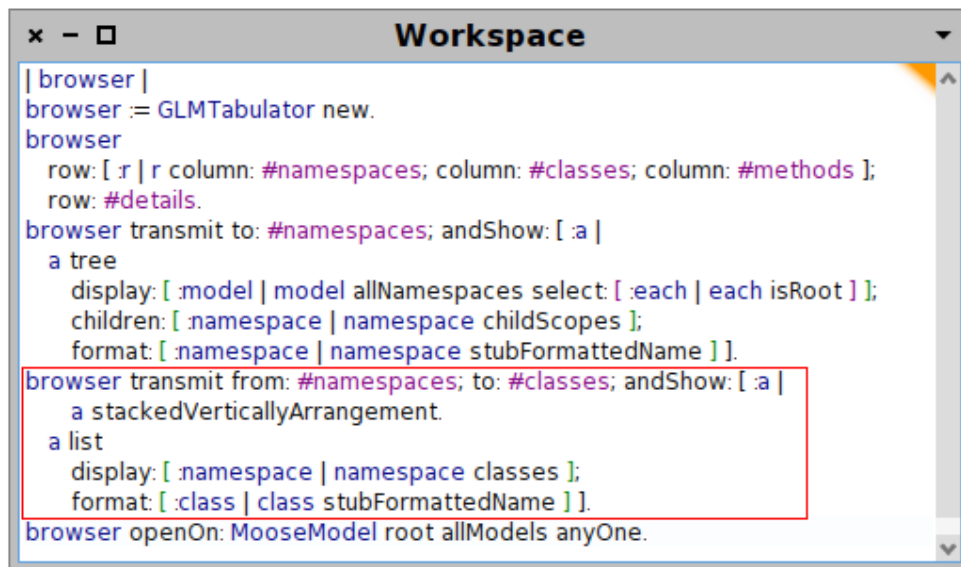 Workspace
| browser |
browser := GLMTabulator new.
browser
row: [ :r | r column: #namespaces; column: #classes; column: #methods ];
row: #details.
browser transmit to: #namespaces; andShow: [ :a |
a tree
display: [ :model | model allNamespaces select: [ :each | each isRoot ] ];
children: [ :namespace | namespace childScopes ];
format: [ :namespace | namespace stubFormattedName ] ].
browser transmit from: #namespaces; to: #classes; andShow: [ :a |
a stackedVerticallyArrangement.
a list
display: [ :namespace | namespace classes ];
format: [ :class | class stubFormattedName ] ].
browser openOn: MooseModel root allModels anyOne.